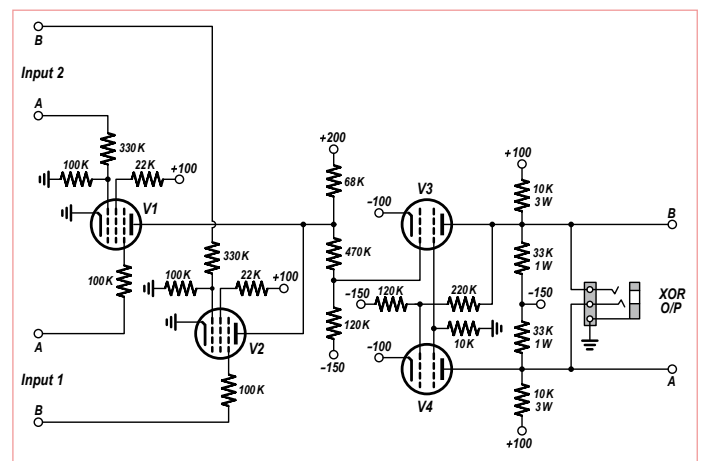 B
Input 2
A
330K
100K
22K
+100
V1
100K
A
Input 1
B
330K
100K
22K
+100
V2
100K
+200
68K
470K
120K
-150
V3
-100
-150
120K
220K
10K
-100
V4
+100
10K
3W
33K
1W
-150
33K
1W
10K
3W
+100
B
XOR
O/P
A